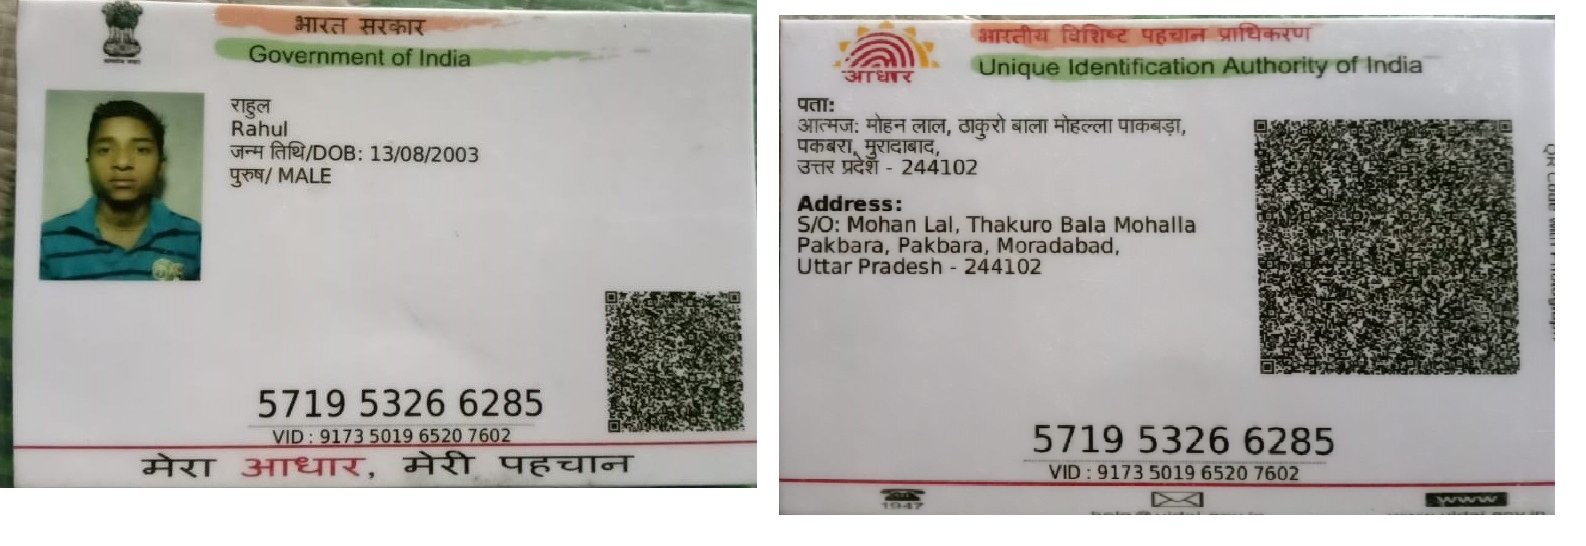 भारत सरकार
Government of India
राहुल
Rahul
जन्म तिथि/DOB: 13/08/2003
पुरुष/ MALE
5719 5326 6285
VID : 9173 5019 6520 7602
मेरा आधार, मेरी पहचान
भारतीय विशिष्ट पहचान प्राधिकरण
Unique Identification Authority of India
आधार
पता:
आत्मज: मोहन लाल, ठाकुरो बाला मोहल्ला पाकबड़ा,
पकबरा, मुरादाबाद,
उत्तर प्रदेश - 244102
Address:
S/O: Mohan Lal, Thakuro Bala Mohalla
Pakbara, Pakbara, Moradabad,
Uttar Pradesh - 244102
5719 5326 6285
VID : 9173 5019 6520 7602
1947
www